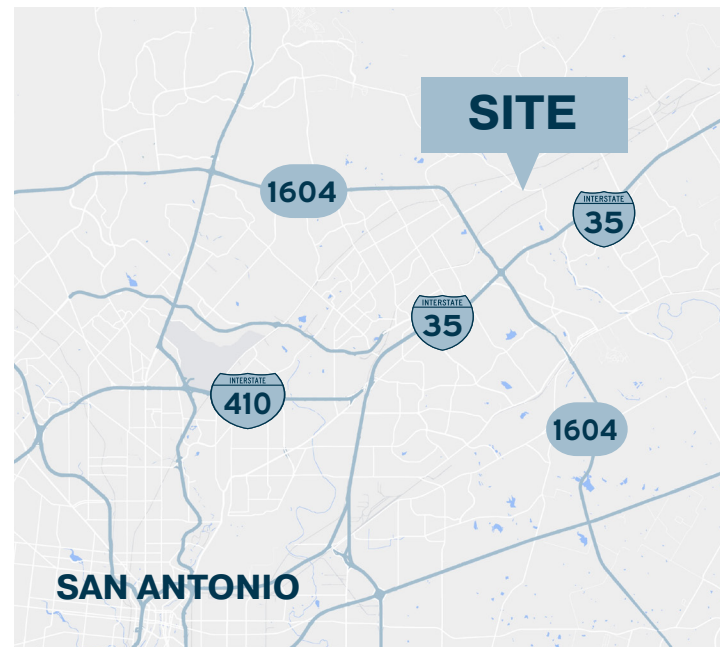 SITE
1604
INTERSTATE
35
INTERSTATE
35
INTERSTATE
410
1604
SAN ANTONIO